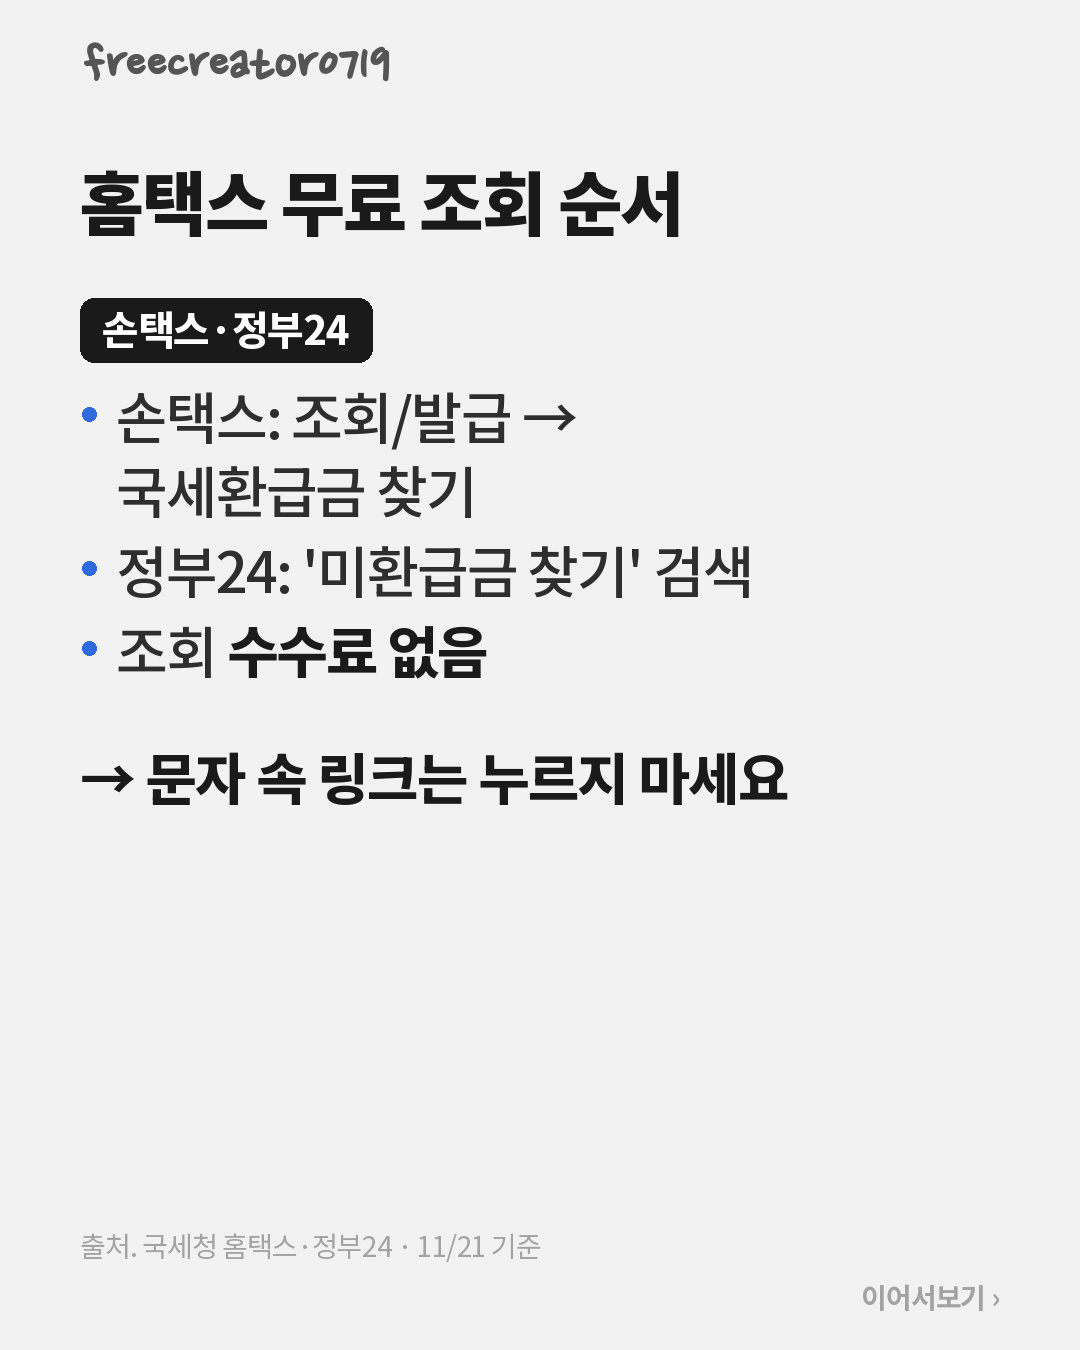 freecreator0719
홈택스 무료 조회 순서
손택스·정부24
• 손택스: 조회/발급 →
국세환급금 찾기
• 정부24: '미환급금 찾기' 검색
• 조회 수수료 없음
→ 문자 속 링크는 누르지 마세요
출처. 국세청 홈택스·정부24 · 11/21 기준
이어서보기 ›